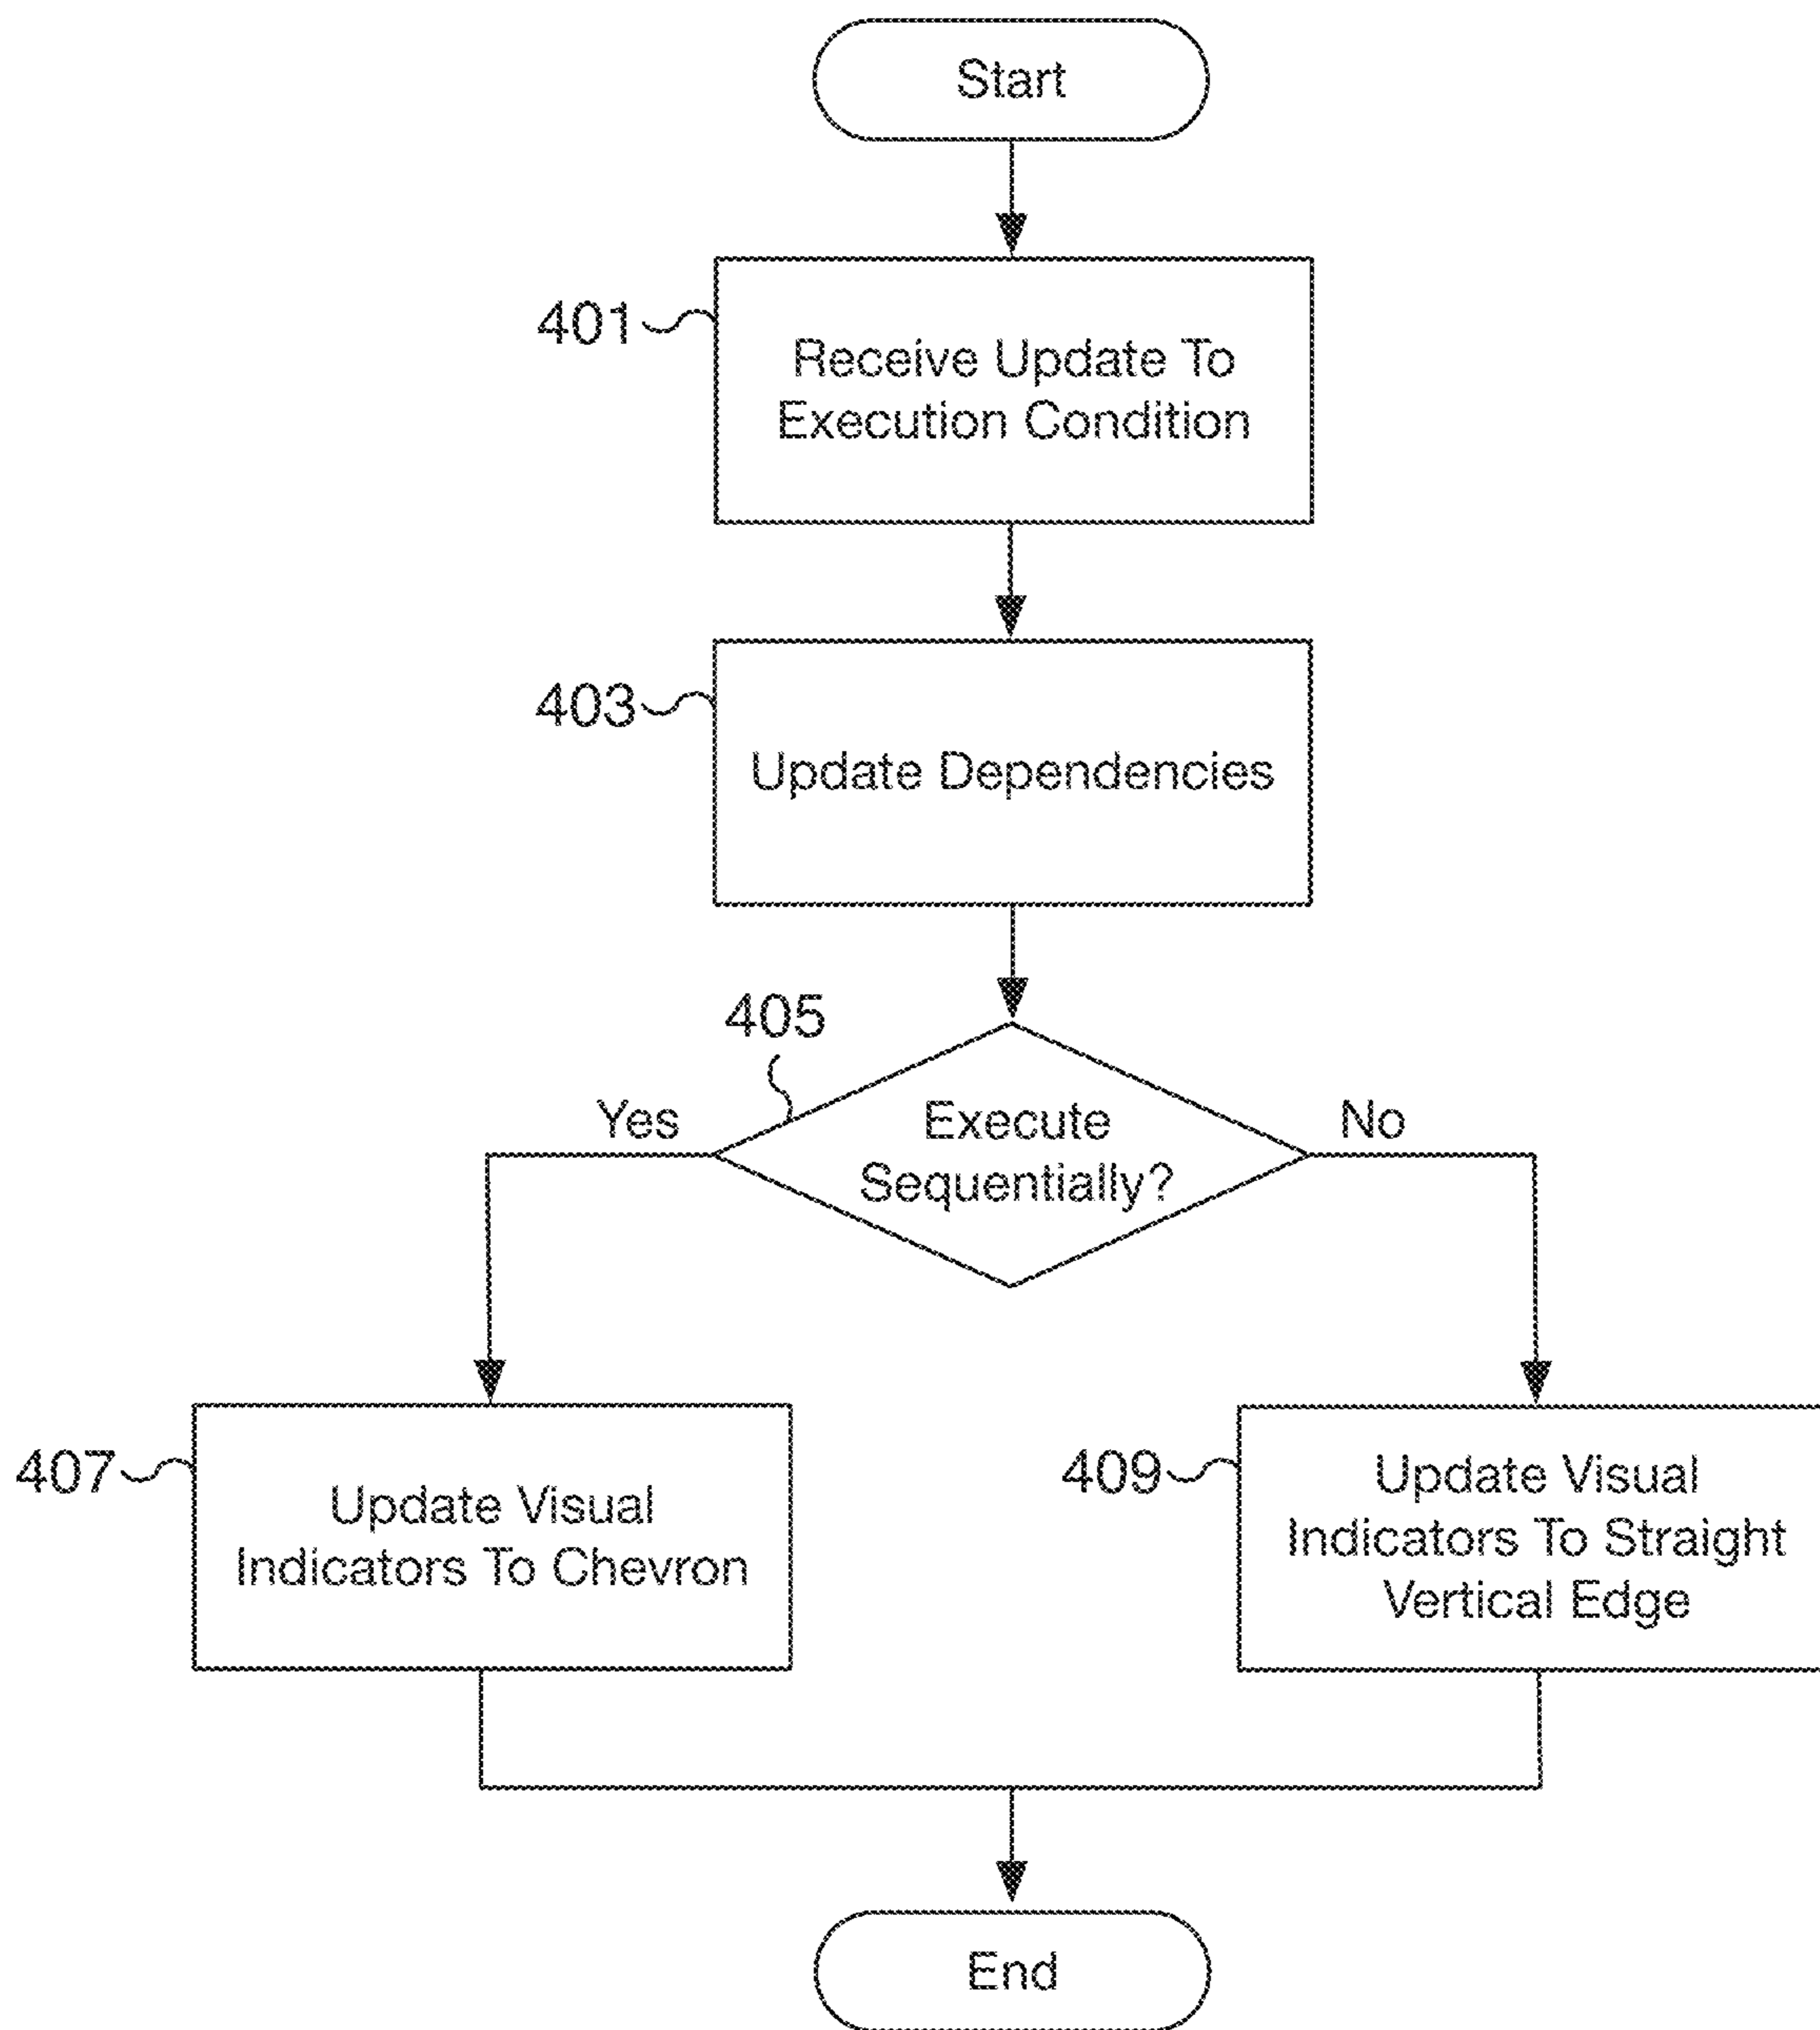 Start
401
Receive Update To
Execution Condition
403
Update Dependencies
405
Yes
Execute
Sequentially?
No
407
Update Visual
Indicators To Chevron
409
Update Visual
Indicators To Straight
Vertical Edge
End